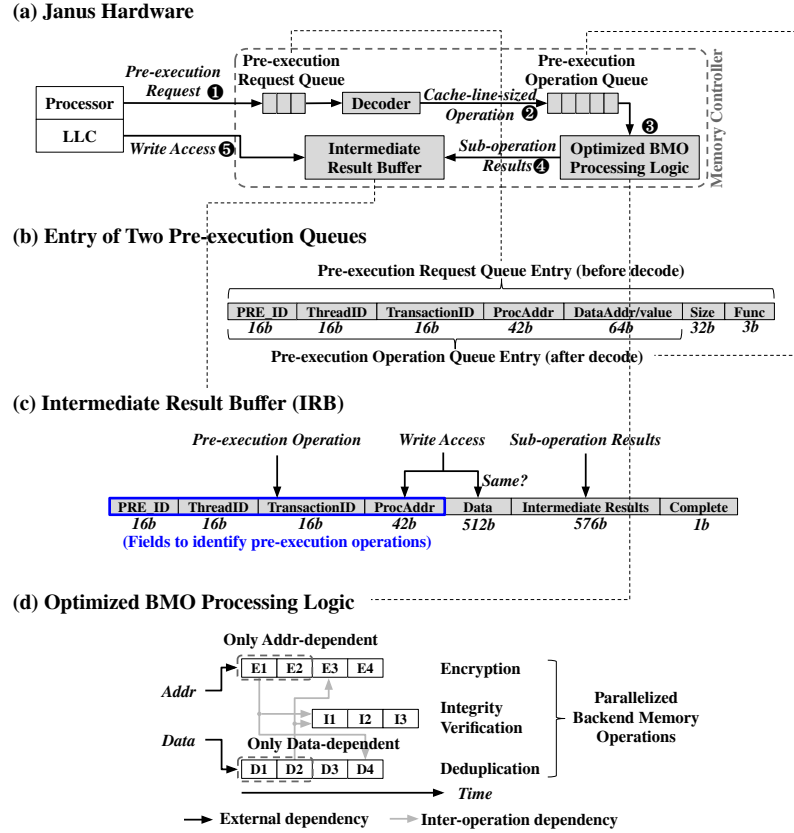 (a) Janus Hardware
Pre-execution
Request ❶
Pre-execution
Request Queue
Pre-execution
Operation Queue
Processor
LLC
Decoder
Cache-line-sized
Operation ❷
❸
Write Access ❺
Intermediate
Result Buffer
Sub-operation
Results ❹
Optimized BMO
Processing Logic
Memory Controller
(b) Entry of Two Pre-execution Queues
Pre-execution Request Queue Entry (before decode)
PRE_ID ThreadID TransactionID ProcAddr DataAddr/value Size Func
16b 16b 16b 42b 64b 32b 3b
Pre-execution Operation Queue Entry (after decode)
(c) Intermediate Result Buffer (IRB)
Pre-execution Operation Write Access Sub-operation Results
Same?
PRE_ID ThreadID TransactionID ProcAddr Data Intermediate Results Complete
16b 16b 16b 42b 512b 576b 1b
(Fields to identify pre-execution operations)
(d) Optimized BMO Processing Logic
Only Addr-dependent
E1 E2 E3 E4 Encryption
Addr
I1 I2 I3 Integrity
Verification
Parallelized
Backend Memory
Operations
Data
Only Data-dependent
D1 D2 D3 D4 Deduplication
Time
External dependency Inter-operation dependency